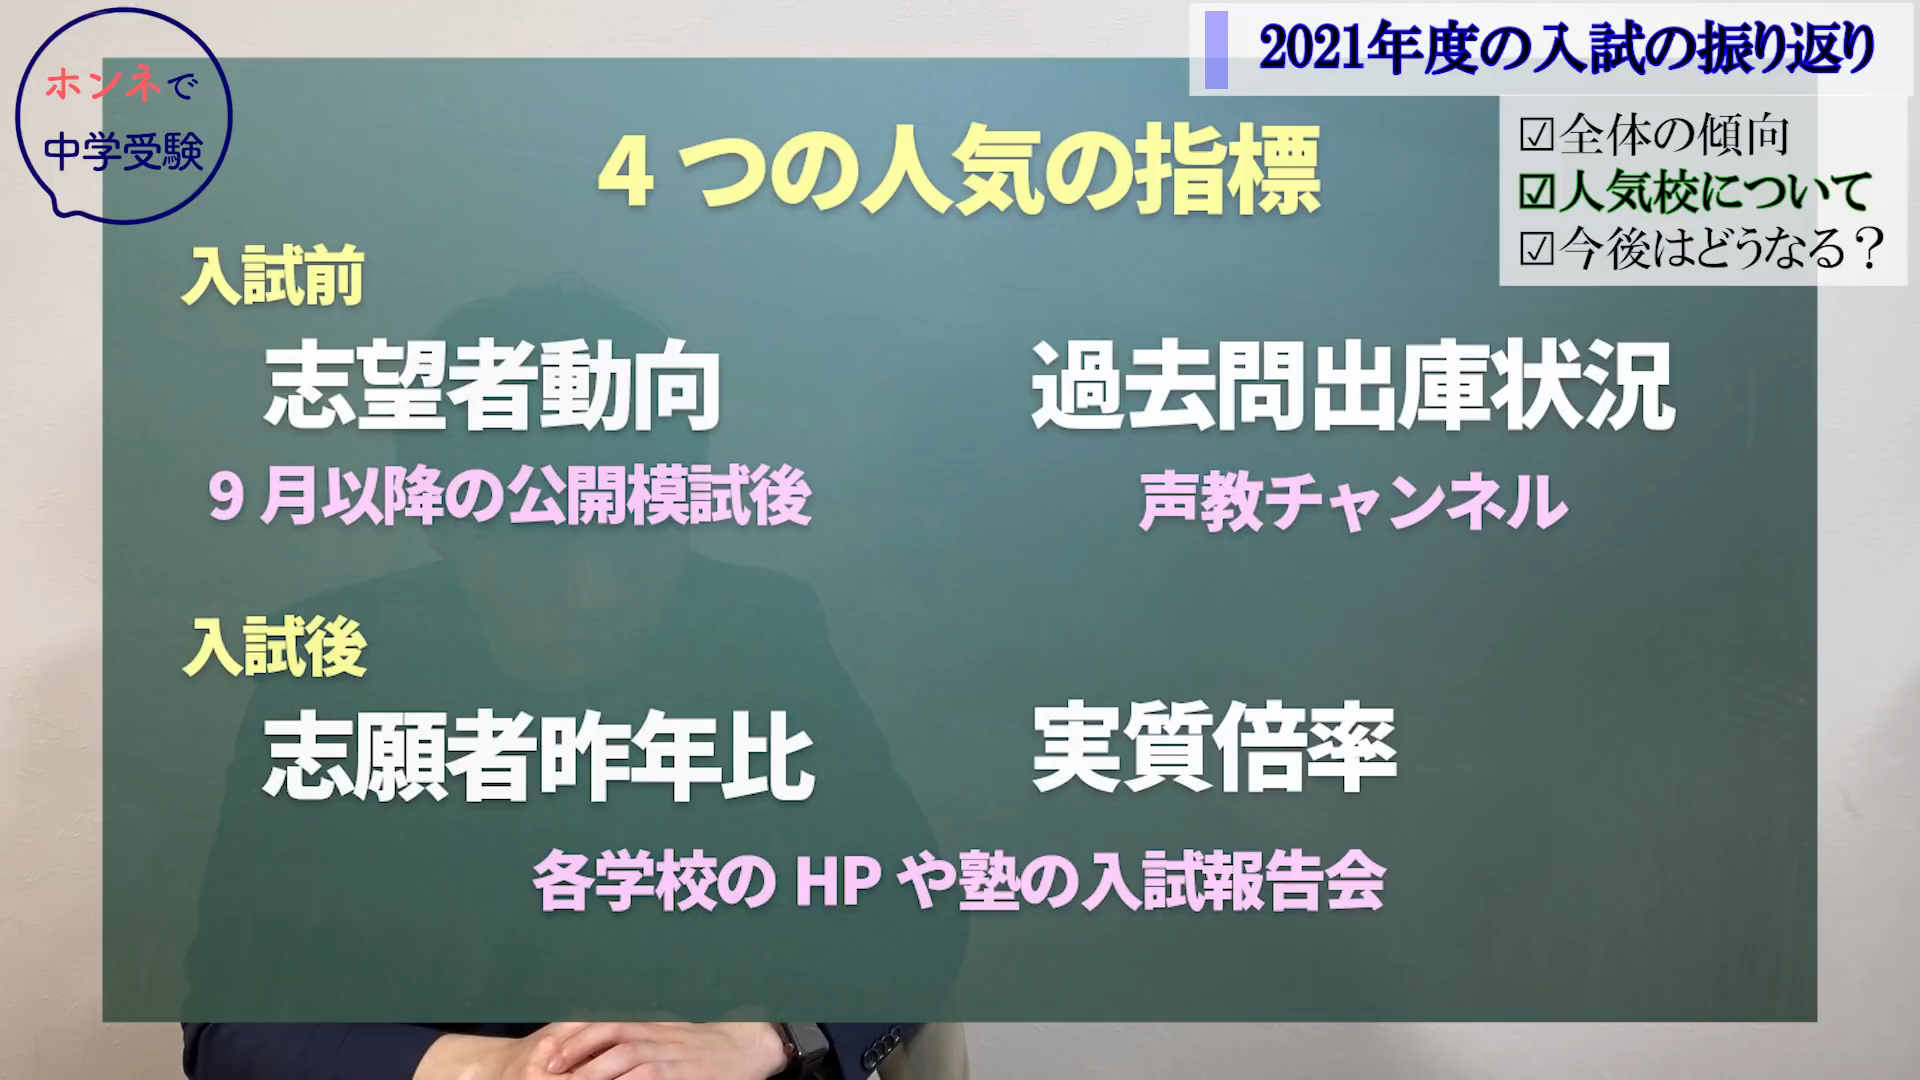 ホンネで
中学受験
2021年度の入試の振り返り
☑全体の傾向
☑人気校について
☑今後はどうなる？
4つの人気の指標
入試前
志望者動向
過去問出庫状況
9月以降の公開模試後
声教チャンネル
入試後
志願者昨年比
実質倍率
各学校のHPや塾の入試報告会